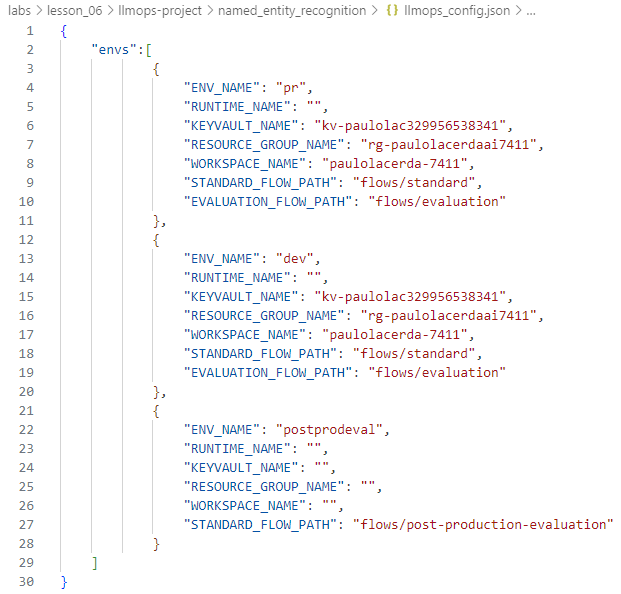 labs > lesson_06 > llmops-project > named_entity_recognition > {} llmops_config.json > ...
1 {
2 "envs":[
3 {
4 "ENV_NAME": "pr",
5 "RUNTIME_NAME": "",
6 "KEYVAULT_NAME": "kv-paulolac329956538341",
7 "RESOURCE_GROUP_NAME": "rg-paulolacerdaai7411",
8 "WORKSPACE_NAME": "paulolacerda-7411",
9 "STANDARD_FLOW_PATH": "flows/standard",
10 "EVALUATION_FLOW_PATH": "flows/evaluation"
11 },
12 {
13 "ENV_NAME": "dev",
14 "RUNTIME_NAME": "",
15 "KEYVAULT_NAME": "kv-paulolac329956538341",
16 "RESOURCE_GROUP_NAME": "rg-paulolacerdaai7411",
17 "WORKSPACE_NAME": "paulolacerda-7411",
18 "STANDARD_FLOW_PATH": "flows/standard",
19 "EVALUATION_FLOW_PATH": "flows/evaluation"
20 },
21 {
22 "ENV_NAME": "postprodeval",
23 "RUNTIME_NAME": "",
24 "KEYVAULT_NAME": "",
25 "RESOURCE_GROUP_NAME": "",
26 "WORKSPACE_NAME": "",
27 "STANDARD_FLOW_PATH": "flows/post-production-evaluation"
28 }
29 ]
30 }